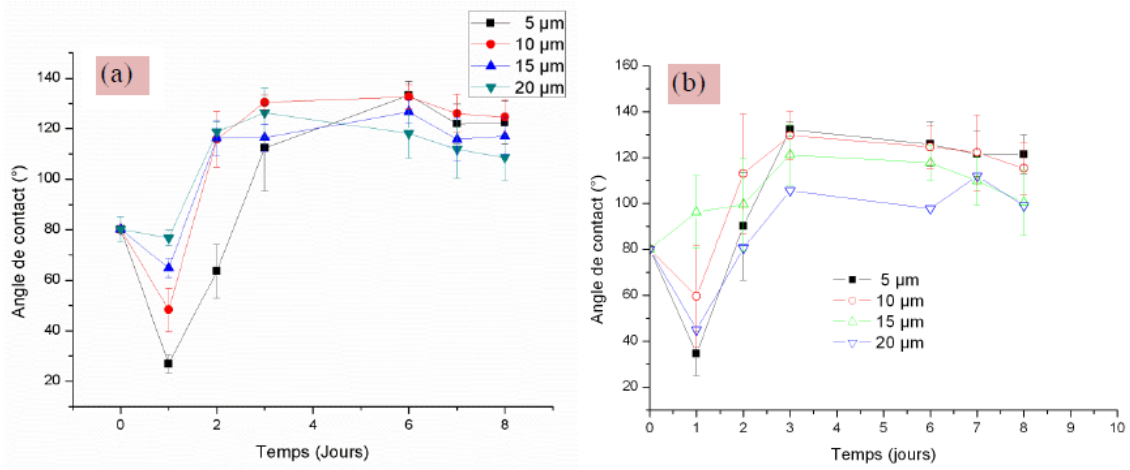 (a)
5 µm
10 µm
15 µm
20 µm
140
120
100
80
60
40
20
Angle de contact (°)
0 2 4 6 8
Temps (Jours)
(b)
160
140
120
100
80
60
40
20
Angle de contact (°)
5 µm
10 µm
15 µm
20 µm
0 1 2 3 4 5 6 7 8 9 10
Temps (jours)